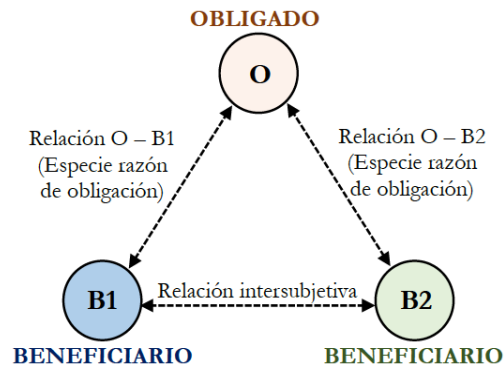 OBLIGADO
O
Relación O – B1
(Especie razón
de obligación)
Relación O – B2
(Especie razón
de obligación)
B1
Relación intersubjetiva
B2
BENEFICIARIO
BENEFICIARIO